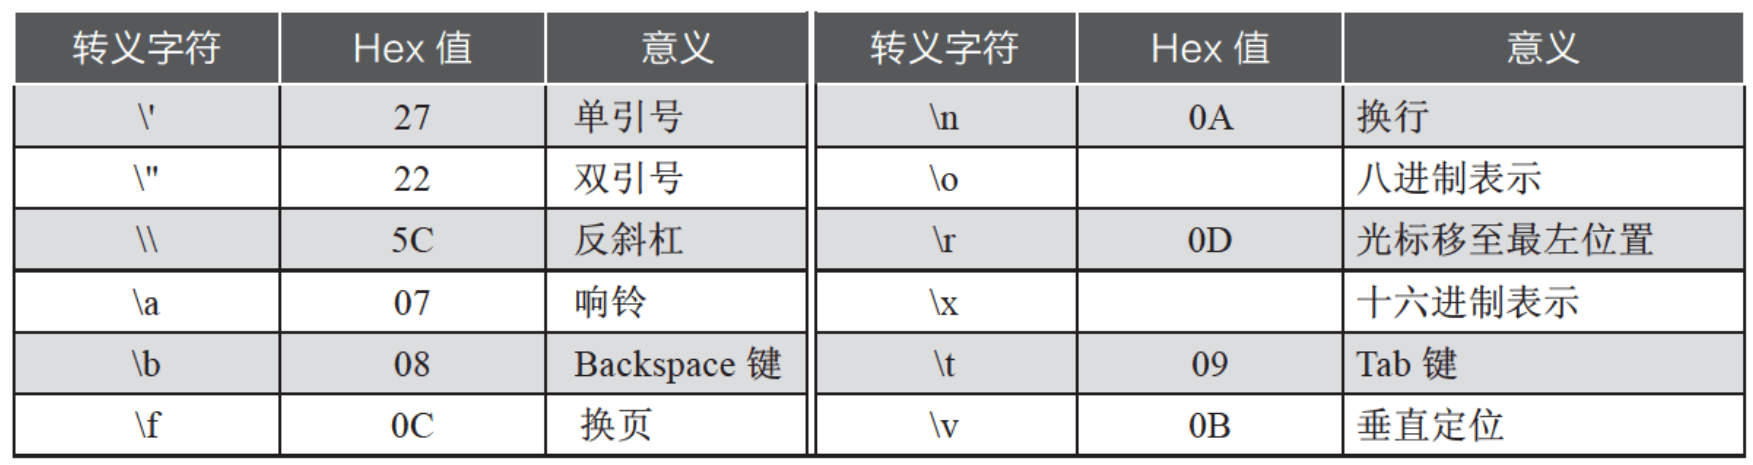 转义字符 Hex 值 意义 转义字符 Hex 值 意义
\' 27 单引号 \n 0A 换行
\" 22 双引号 \o 八进制表示
\\ 5C 反斜杠 \r 0D 光标移至最左位置
\a 07 响铃 \x 十六进制表示
\b 08 Backspace 键 \t 09 Tab 键
\f 0C 换页 \v 0B 垂直定位